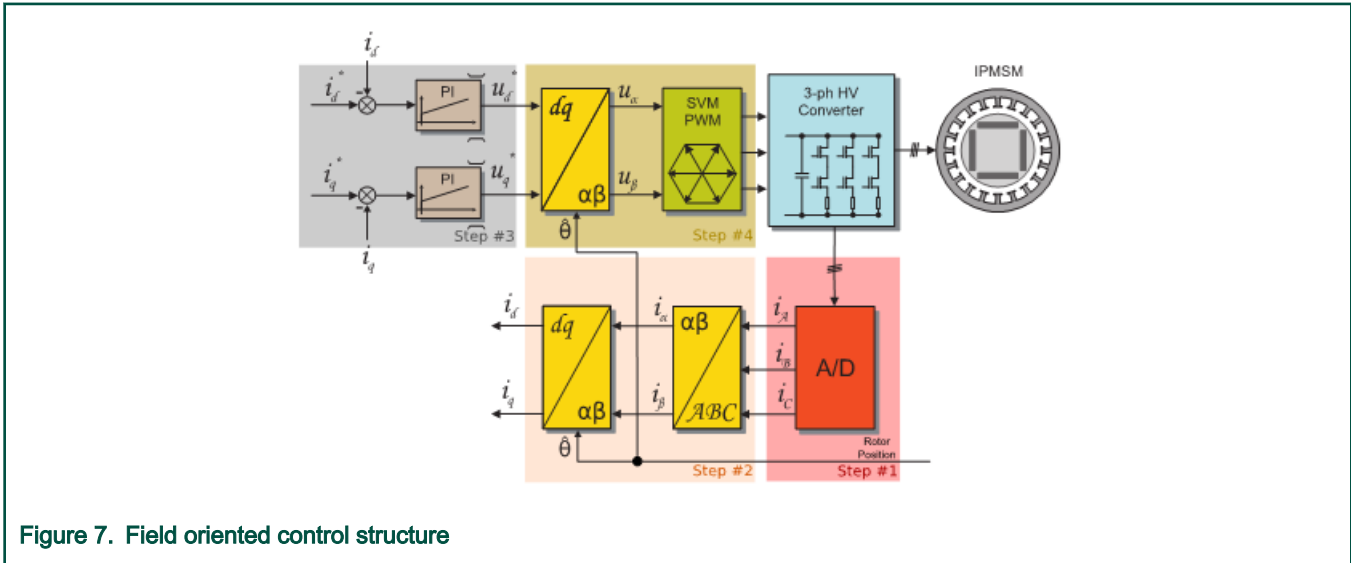 i_d
i_d*
PI
u_d*
i_q*
PI
u_q*
i_q
Step #3
dq
αβ
θ̂
u_α
u_β
SVM
PWM
Step #4
3-ph HV
Converter
IPMSM
i_d
i_q
dq
αβ
θ̂
i_α
i_β
αβ
ABC
Step #2
i_A
i_B
i_C
A/D
Rotor
Position
Step #1
Figure 7. Field oriented control structure